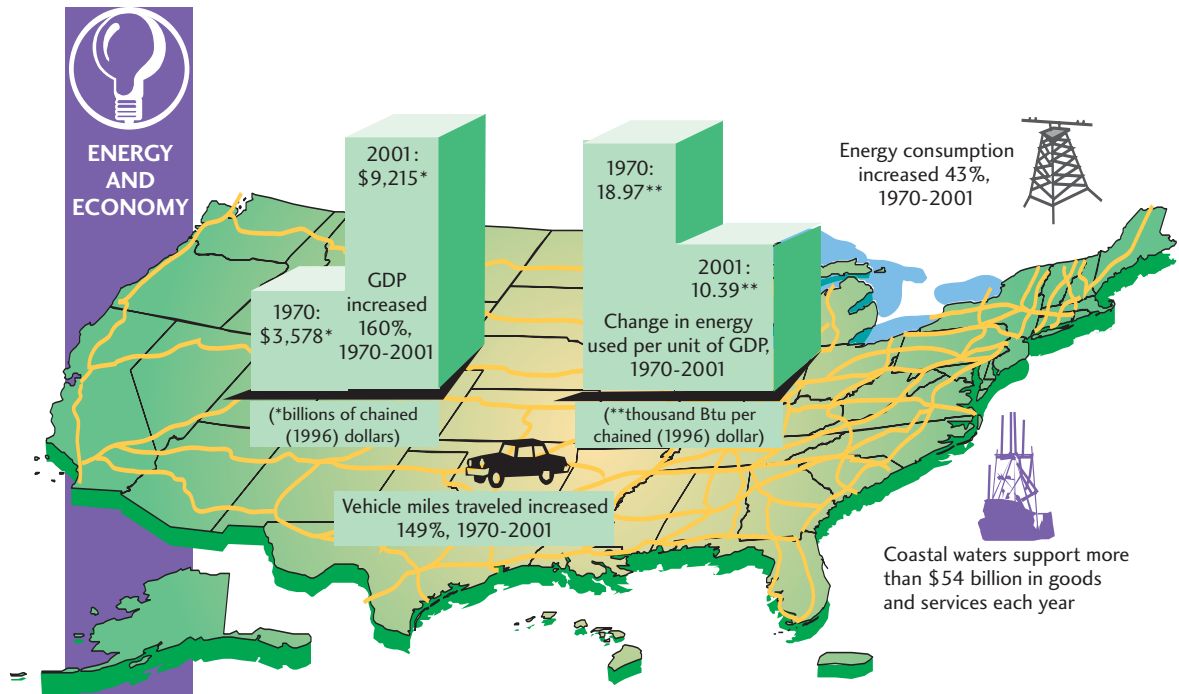 ENERGY
AND
ECONOMY
2001:
$9,215*
GDP
increased
160%,
1970-2001
1970:
$3,578*
(*billions of chained
(1996) dollars)
1970:
18.97**
2001:
10.39**
Change in energy
used per unit of GDP,
1970-2001
(**thousand Btu per
chained (1996) dollar)
Energy consumption
increased 43%,
1970-2001
Vehicle miles traveled increased
149%, 1970-2001
Coastal waters support more
than $54 billion in goods
and services each year